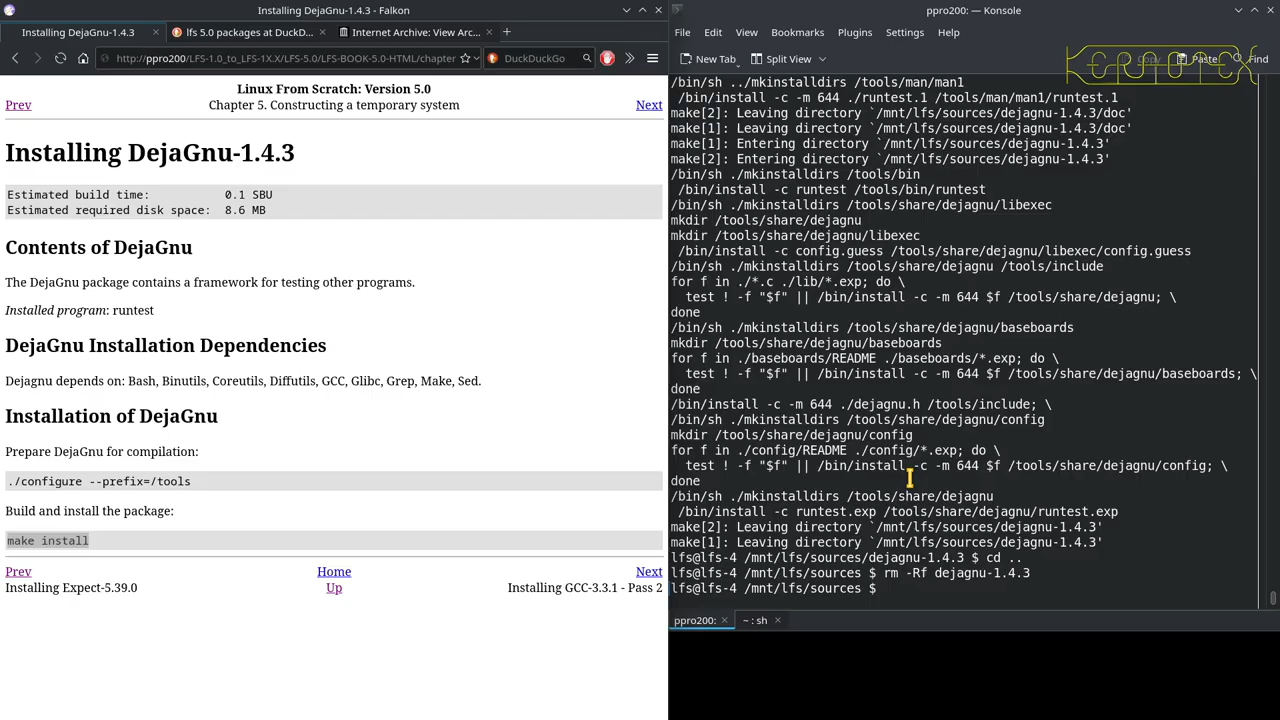 Installing DejaGnu-1.4.3 - Falkon
Installing DejaGnu-1.4.3
lfs 5.0 packages at DuckD...
Internet Archive: View Arc...
http://ppro200/LFS-1.0_to_LFS-1X.X/LFS-5.0/LFS-BOOK-5.0-HTML/chapter
DuckDuckGo
Linux From Scratch: Version 5.0
Prev
Chapter 5. Constructing a temporary system
Next
Installing DejaGnu-1.4.3
Estimated build time:           0.1 SBU
Estimated required disk space:  8.6 MB
Contents of DejaGnu
The DejaGnu package contains a framework for testing other programs.
Installed program: runtest
DejaGnu Installation Dependencies
Dejagnu depends on: Bash, Binutils, Coreutils, Diffutils, GCC, Glibc, Grep, Make, Sed.
Installation of DejaGnu
Prepare DejaGnu for compilation:
./configure --prefix=/tools
Build and install the package:
make install
Prev
Home
Next
Installing Expect-5.39.0
Up
Installing GCC-3.3.1 - Pass 2
ppro200: — Konsole
File Edit View Bookmarks Plugins Settings Help
New Tab
Split View
Copy
Paste
Find
/bin/sh ../mkinstalldirs /tools/man/man1
 /bin/install -c -m 644 ./runtest.1 /tools/man/man1/runtest.1
make[2]: Leaving directory `/mnt/lfs/sources/dejagnu-1.4.3/doc'
make[1]: Leaving directory `/mnt/lfs/sources/dejagnu-1.4.3/doc'
make[1]: Entering directory `/mnt/lfs/sources/dejagnu-1.4.3'
make[2]: Entering directory `/mnt/lfs/sources/dejagnu-1.4.3'
/bin/sh ./mkinstalldirs /tools/bin
 /bin/install -c runtest /tools/bin/runtest
/bin/sh ./mkinstalldirs /tools/share/dejagnu/libexec
mkdir /tools/share/dejagnu
mkdir /tools/share/dejagnu/libexec
 /bin/install -c config.guess /tools/share/dejagnu/libexec/config.guess
/bin/sh ./mkinstalldirs /tools/share/dejagnu /tools/include
for f in ./*.c ./lib/*.exp; do \
  test ! -f "$f" || /bin/install -c -m 644 $f /tools/share/dejagnu; \
done
/bin/sh ./mkinstalldirs /tools/share/dejagnu/baseboards
mkdir /tools/share/dejagnu/baseboards
for f in ./baseboards/README ./baseboards/*.exp; do \
  test ! -f "$f" || /bin/install -c -m 644 $f /tools/share/dejagnu/baseboards; \
done
/bin/install -c -m 644 ./dejagnu.h /tools/include; \
/bin/sh ./mkinstalldirs /tools/share/dejagnu/config
mkdir /tools/share/dejagnu/config
for f in ./config/README ./config/*.exp; do \
  test ! -f "$f" || /bin/install -c -m 644 $f /tools/share/dejagnu/config; \
done
/bin/sh ./mkinstalldirs /tools/share/dejagnu
 /bin/install -c runtest.exp /tools/share/dejagnu/runtest.exp
make[2]: Leaving directory `/mnt/lfs/sources/dejagnu-1.4.3'
make[1]: Leaving directory `/mnt/lfs/sources/dejagnu-1.4.3'
lfs@lfs-4 /mnt/lfs/sources/dejagnu-1.4.3 $ cd ..
lfs@lfs-4 /mnt/lfs/sources $ rm -Rf dejagnu-1.4.3
lfs@lfs-4 /mnt/lfs/sources $
ppro200:
~ : sh